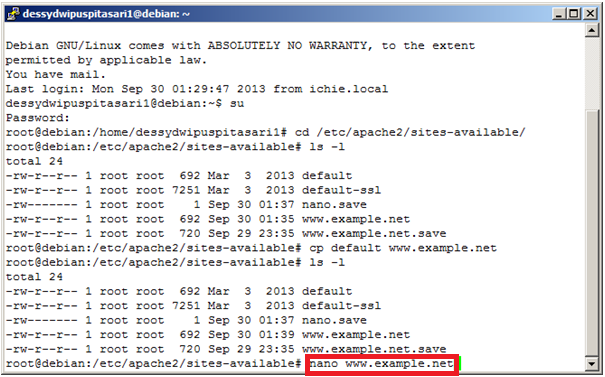 dessydwipuspitasari1@debian: ~
Debian GNU/Linux comes with ABSOLUTELY NO WARRANTY, to the extent
permitted by applicable law.
You have mail.
Last login: Mon Sep 30 01:29:47 2013 from ichie.local
dessydwipuspitasari1@debian:~$ su
Password:
root@debian:/home/dessydwipuspitasari1# cd /etc/apache2/sites-available/
root@debian:/etc/apache2/sites-available# ls -l
total 24
-rw-r--r-- 1 root root  692 Mar  3  2013 default
-rw-r--r-- 1 root root 7251 Mar  3  2013 default-ssl
-rw------- 1 root root    1 Sep 30 01:37 nano.save
-rw-r--r-- 1 root root  692 Sep 30 01:35 www.example.net
-rw-r--r-- 1 root root  720 Sep 29 23:35 www.example.net.save
root@debian:/etc/apache2/sites-available# cp default www.example.net
root@debian:/etc/apache2/sites-available# ls -l
total 24
-rw-r--r-- 1 root root  692 Mar  3  2013 default
-rw-r--r-- 1 root root 7251 Mar  3  2013 default-ssl
-rw------- 1 root root    1 Sep 30 01:37 nano.save
-rw-r--r-- 1 root root  692 Sep 30 01:39 www.example.net
-rw-r--r-- 1 root root  720 Sep 29 23:35 www.example.net.save
root@debian:/etc/apache2/sites-available# nano www.example.net